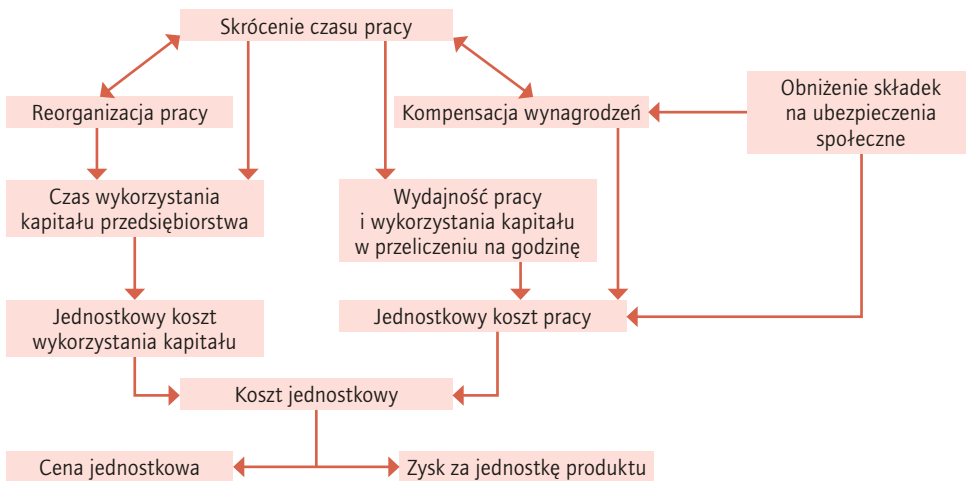 Skrócenie czasu pracy
Reorganizacja pracy
Kompensacja wynagrodzeń
Obniżenie składek
na ubezpieczenia
społeczne
Czas wykorzystania
kapitału przedsiębiorstwa
Wydajność pracy
i wykorzystania kapitału
w przeliczeniu na godzinę
Jednostkowy koszt
wykorzystania kapitału
Jednostkowy koszt pracy
Koszt jednostkowy
Cena jednostkowa
Zysk za jednostkę produktu